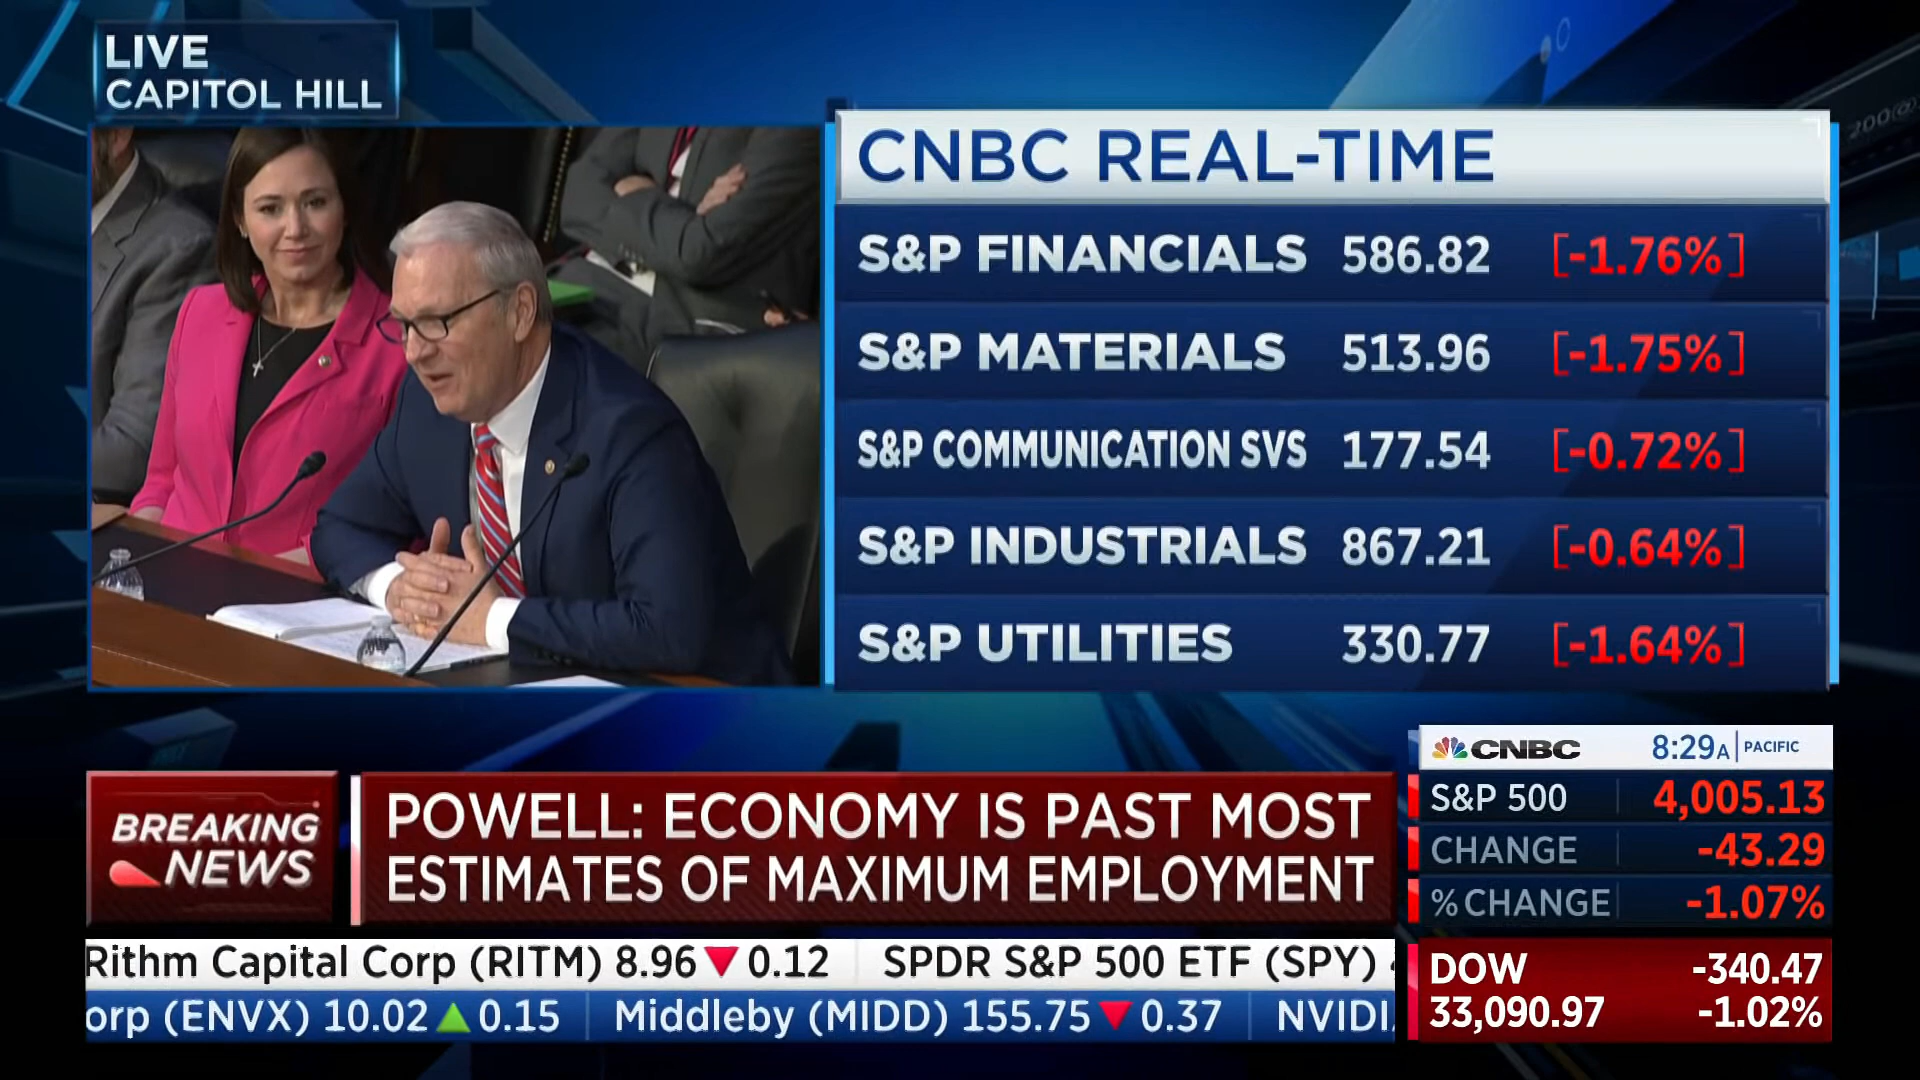 LIVE
CAPITOL HILL
CNBC REAL-TIME
S&P FINANCIALS 586.82 [-1.76%]
S&P MATERIALS 513.96 [-1.75%]
S&P COMMUNICATION SVS 177.54 [-0.72%]
S&P INDUSTRIALS 867.21 [-0.64%]
S&P UTILITIES 330.77 [-1.64%]
CNBC 8:29A PACIFIC
S&P 500 4,005.13
CHANGE -43.29
% CHANGE -1.07%
BREAKING NEWS
POWELL: ECONOMY IS PAST MOST
ESTIMATES OF MAXIMUM EMPLOYMENT
Rithm Capital Corp (RITM) 8.96 ▼ 0.12 SPDR S&P 500 ETF (SPY)
orp (ENVX) 10.02 ▲ 0.15 Middleby (MIDD) 155.75 ▼ 0.37 NVIDI
DOW -340.47
33,090.97 -1.02%